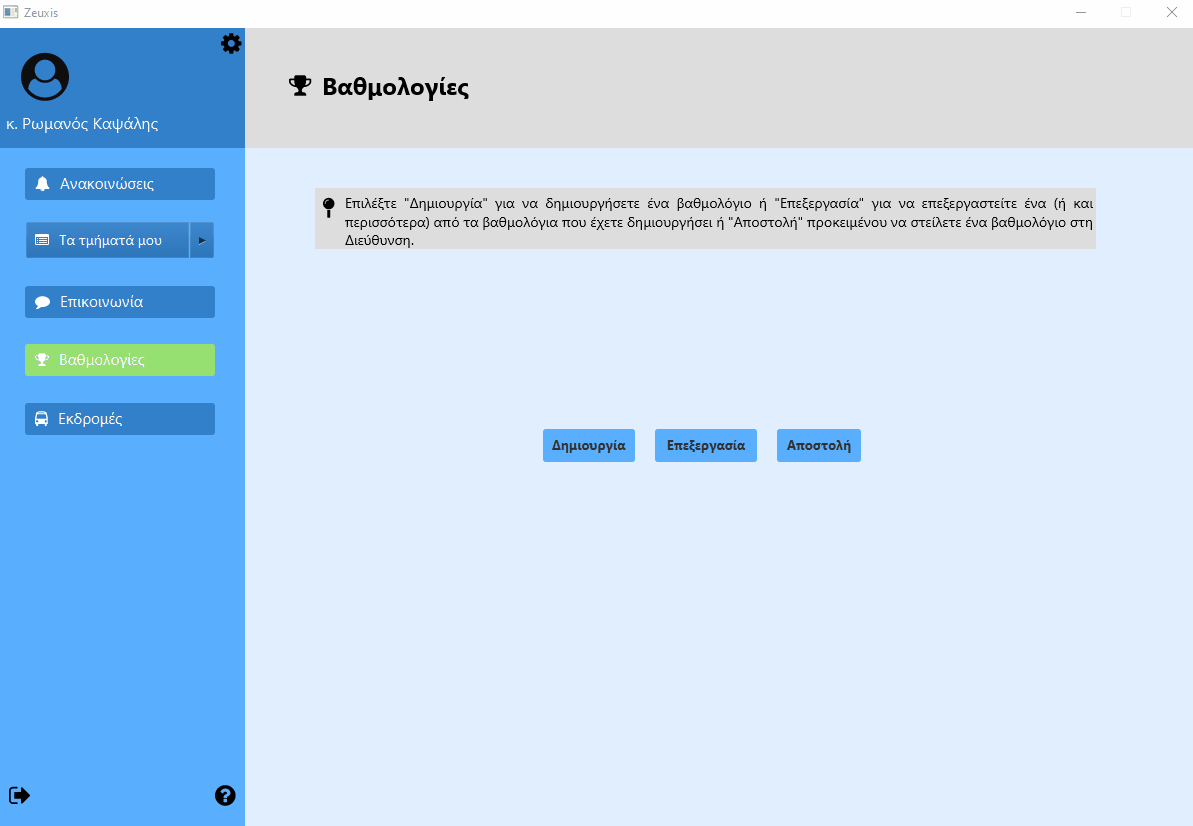 Zeuxis
κ. Ρωμανός Καψάλης
Ανακοινώσεις
Τα τμήματά μου
Επικοινωνία
Βαθμολογίες
Εκδρομές
Βαθμολογίες
Επιλέξτε "Δημιουργία" για να δημιουργήσετε ένα βαθμολόγιο ή "Επεξεργασία" για να επεξεργαστείτε ένα (ή και
περισσότερα) από τα βαθμολόγια που έχετε δημιουργήσει ή "Αποστολή" προκειμένου να στείλετε ένα βαθμολόγιο στη
Διεύθυνση.
Δημιουργία
Επεξεργασία
Αποστολή